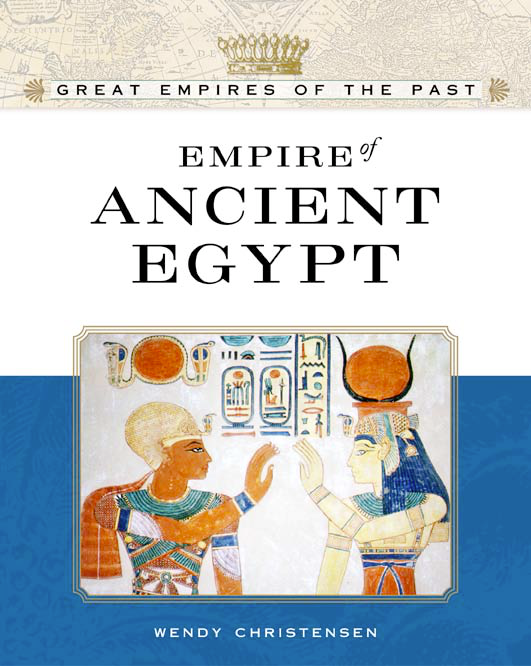 GREAT EMPIRES OF THE PAST
EMPIRE of
ANCIENT
EGYPT
WENDY CHRISTENSEN